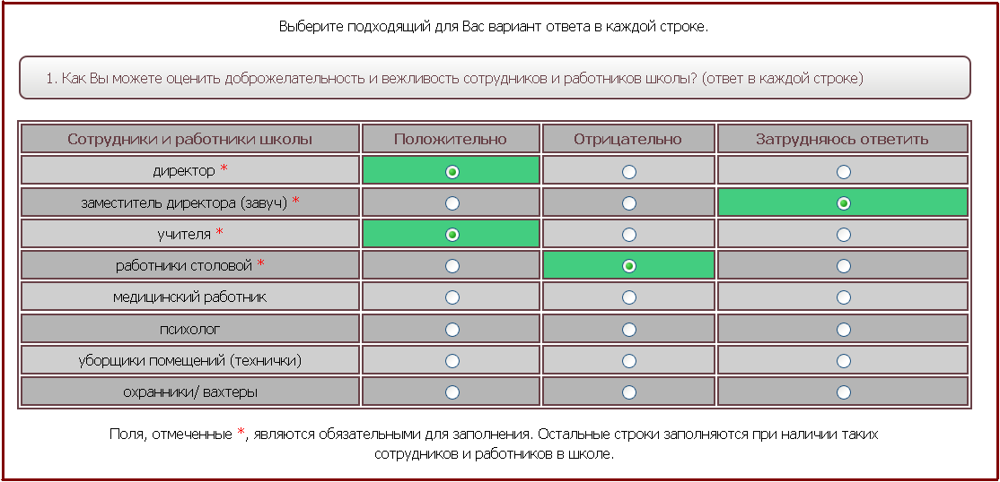 Выберите подходящий для Вас вариант ответа в каждой строке.
1. Как Вы можете оценить доброжелательность и вежливость сотрудников и работников школы? (ответ в каждой строке)
Сотрудники и работники школы Положительно Отрицательно Затрудняюсь ответить
директор *
заместитель директора (завуч) *
учителя *
работники столовой *
медицинский работник
психолог
уборщики помещений (технички)
охранники/ вахтеры
Поля, отмеченные *, являются обязательными для заполнения. Остальные строки заполняются при наличии таких
сотрудников и работников в школе.